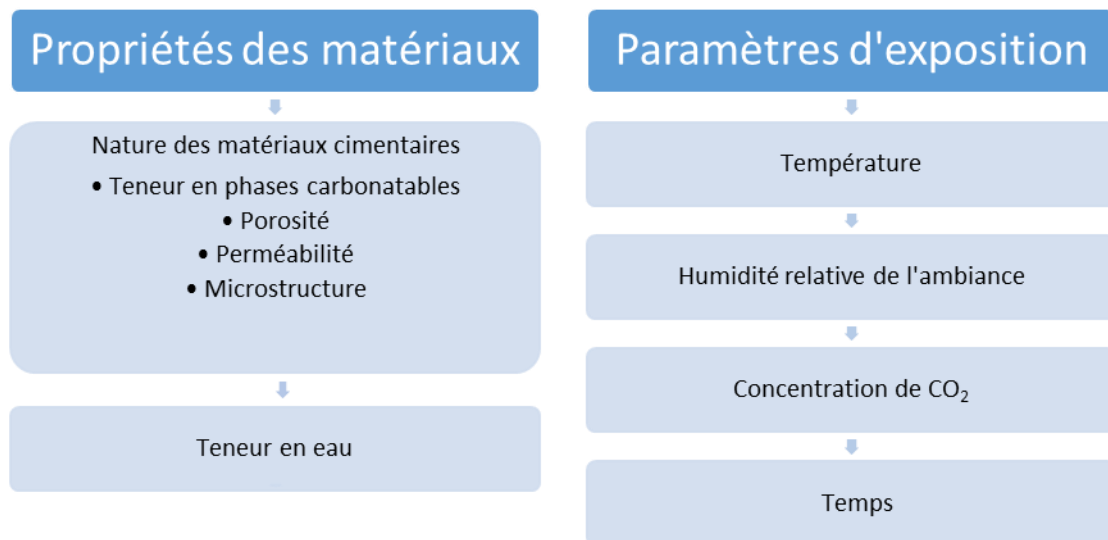 Propriétés des matériaux
Nature des matériaux cimentaires
• Teneur en phases carbonatables
• Porosité
• Perméabilité
• Microstructure
Teneur en eau
Paramètres d'exposition
Température
Humidité relative de l'ambiance
Concentration de CO₂
Temps